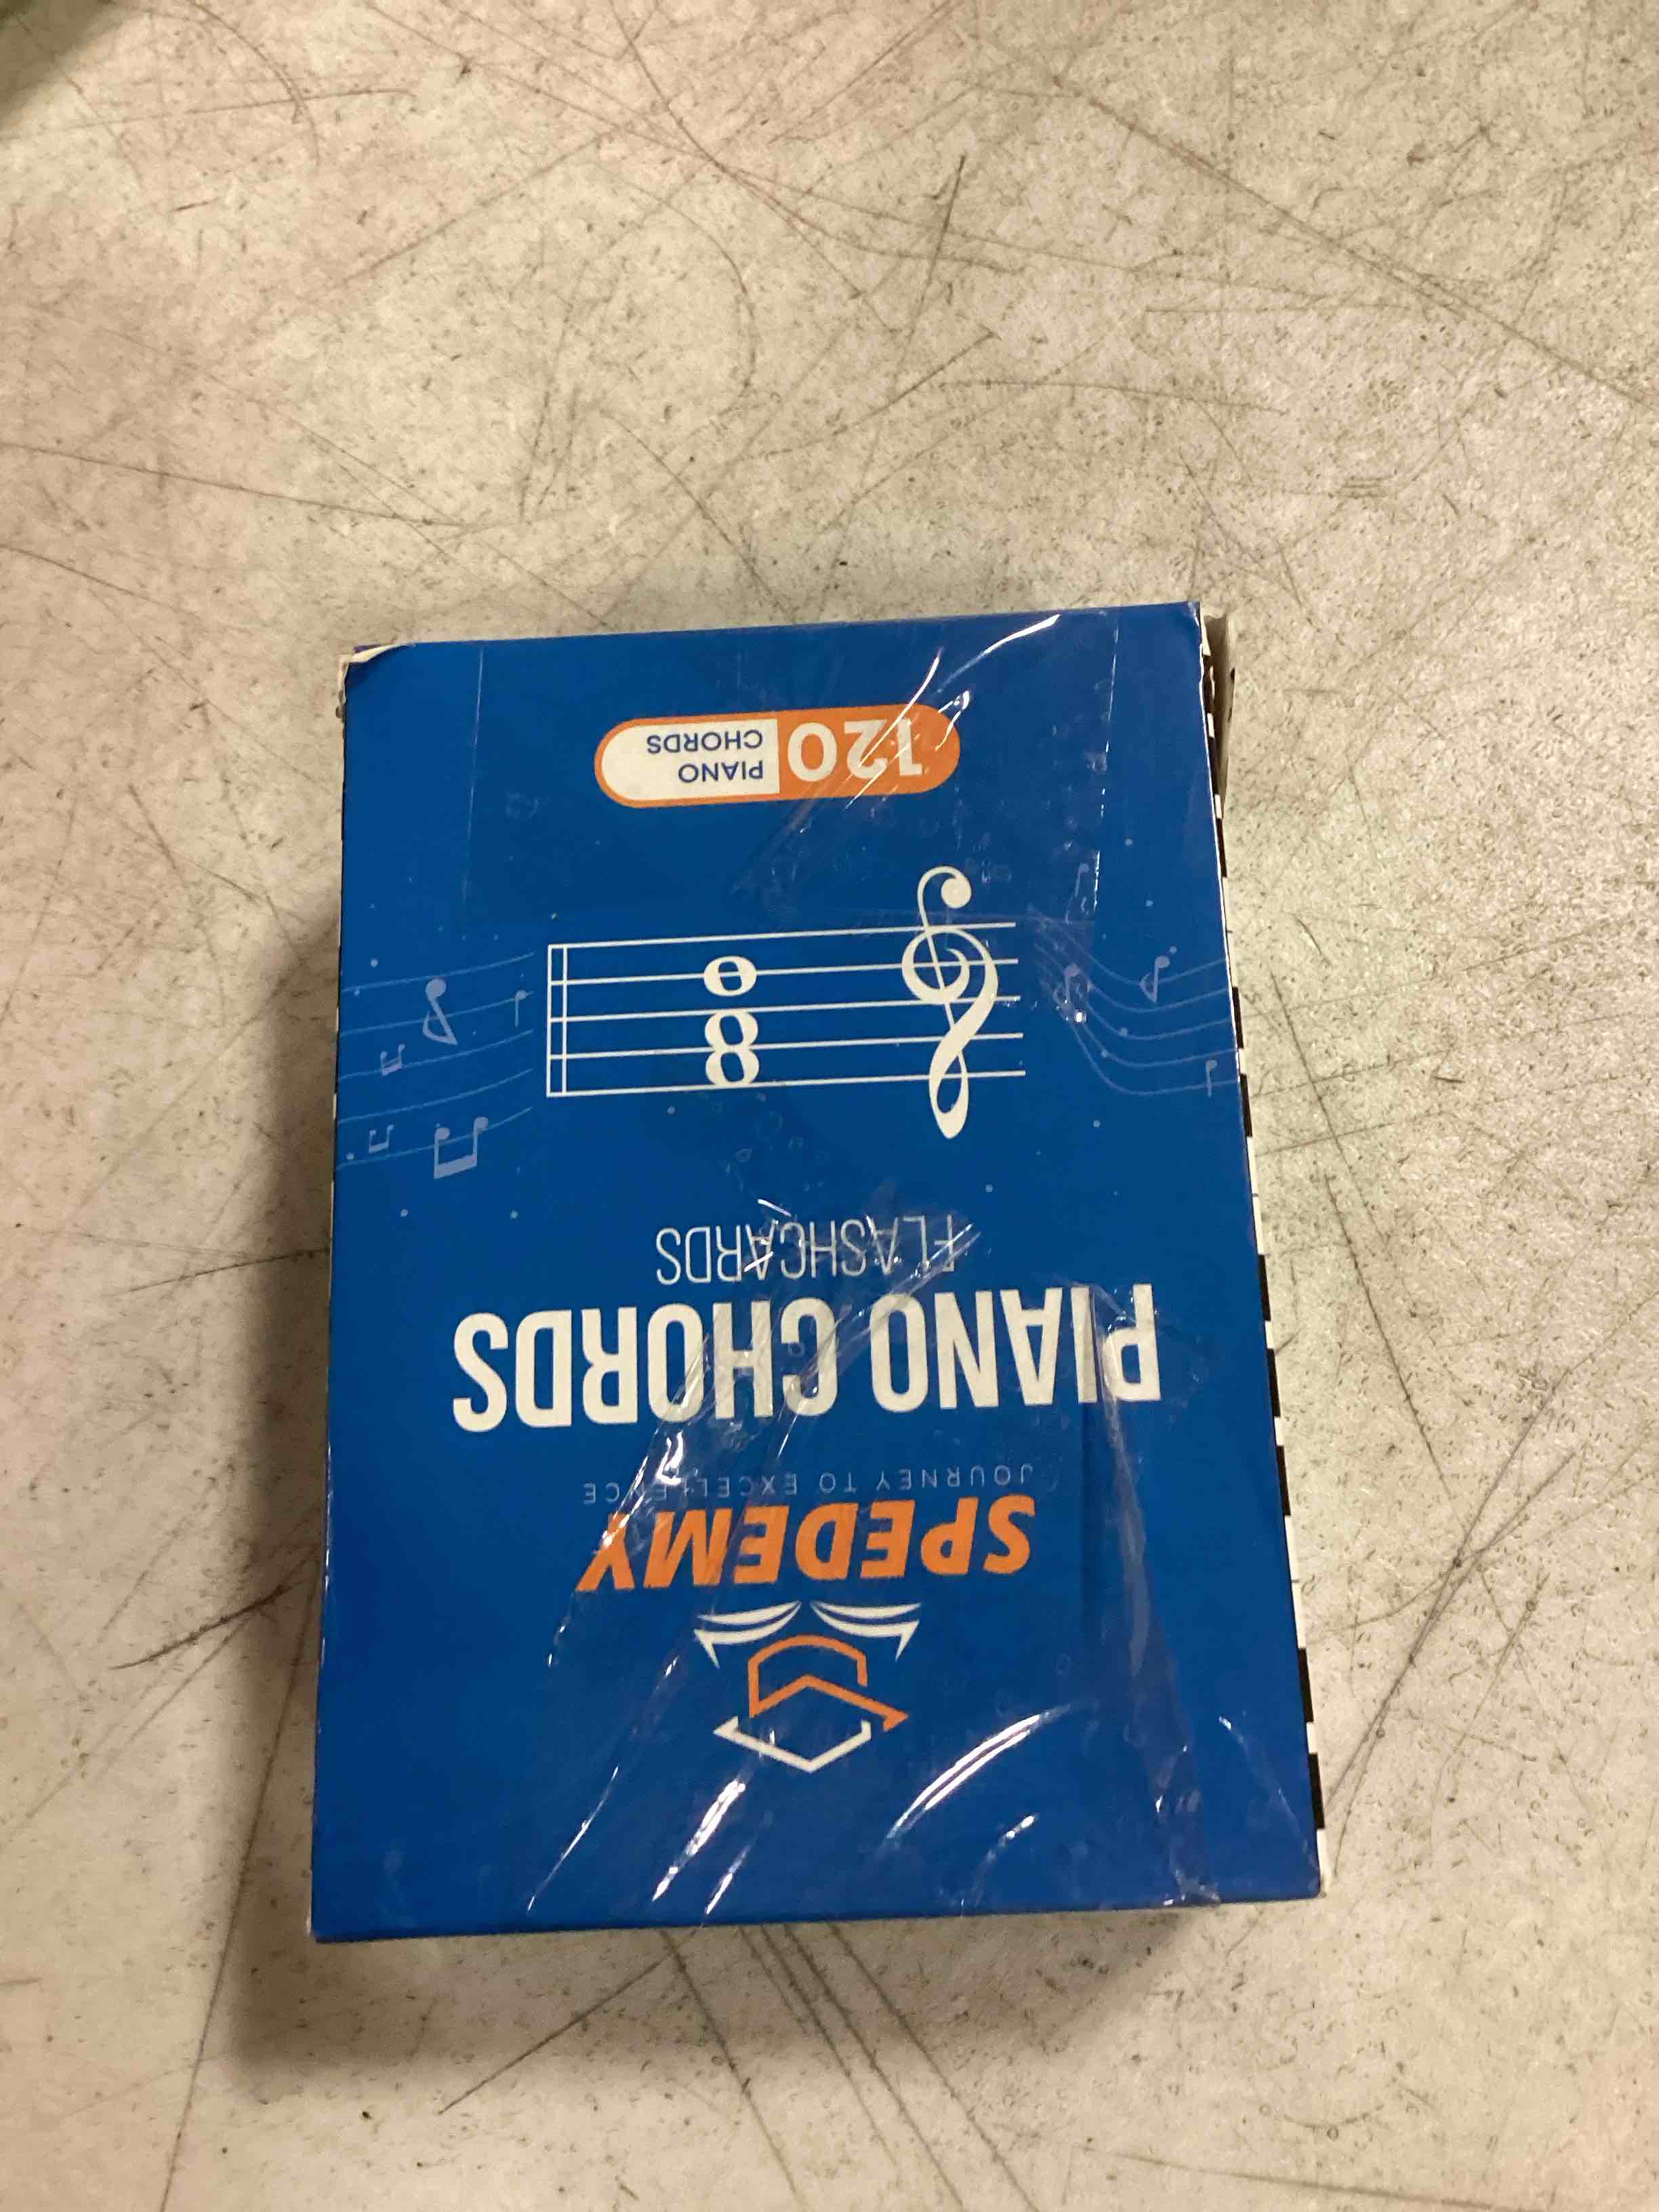 SPEDEMY
JOURNEY TO EXCELLENCE
PIANO CHORDS
FLASHCARDS
120
PIANO
CHORDS